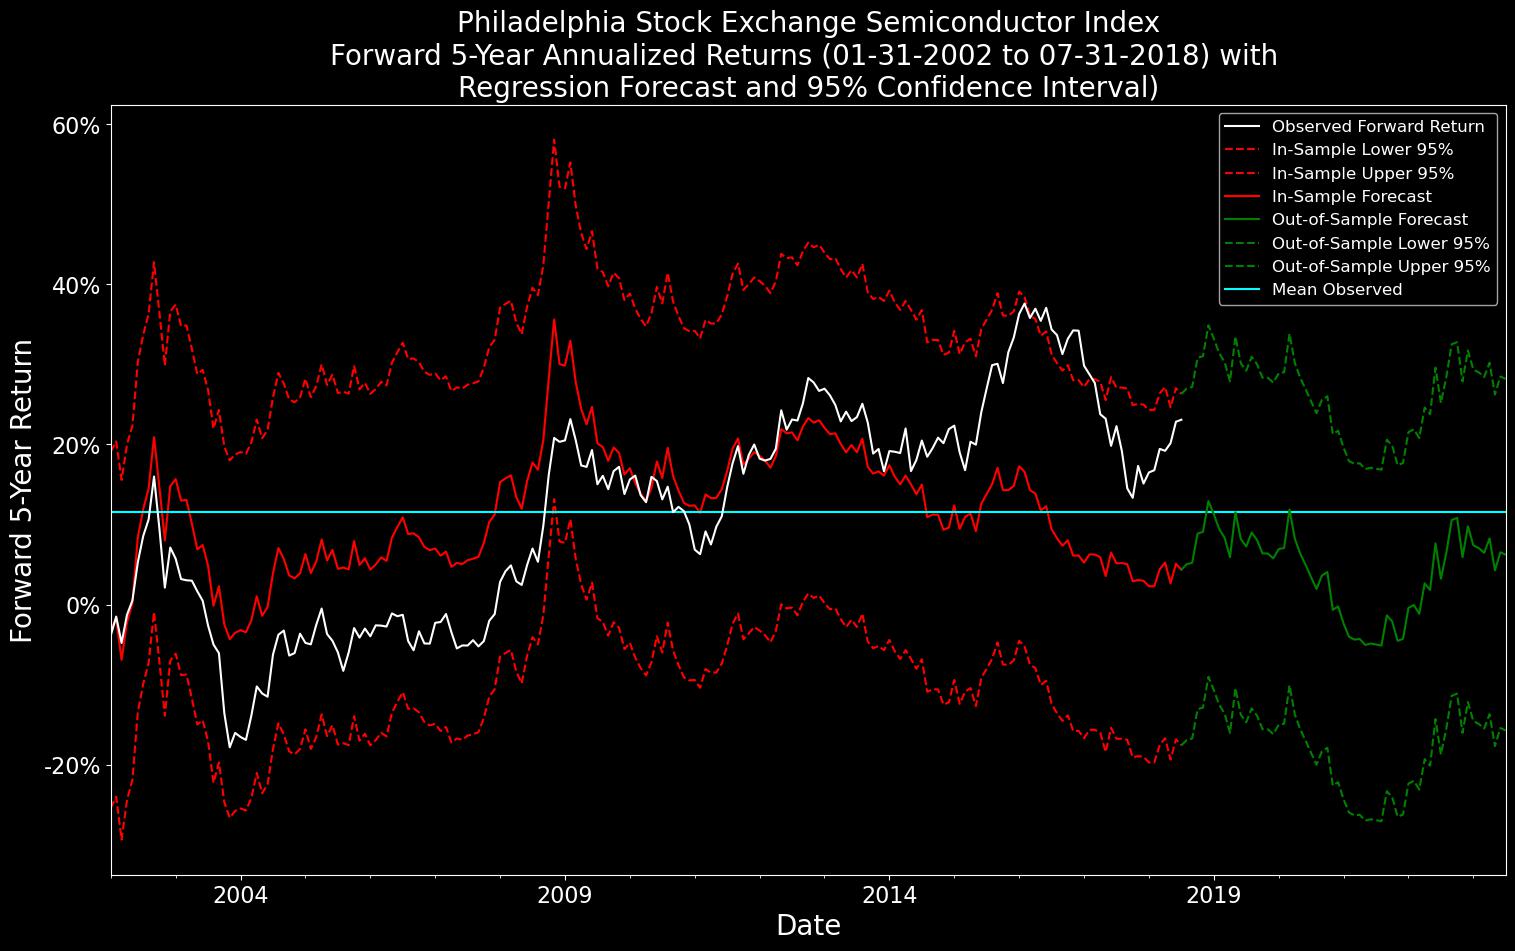 Philadelphia Stock Exchange Semiconductor Index
Forward 5-Year Annualized Returns (01-31-2002 to 07-31-2018) with
Regression Forecast and 95% Confidence Interval)
60%
40%
20%
0%
-20%
Forward 5-Year Return
Observed Forward Return
In-Sample Lower 95%
In-Sample Upper 95%
In-Sample Forecast
Out-of-Sample Forecast
Out-of-Sample Lower 95%
Out-of-Sample Upper 95%
Mean Observed
2004
2009
2014
2019
Date